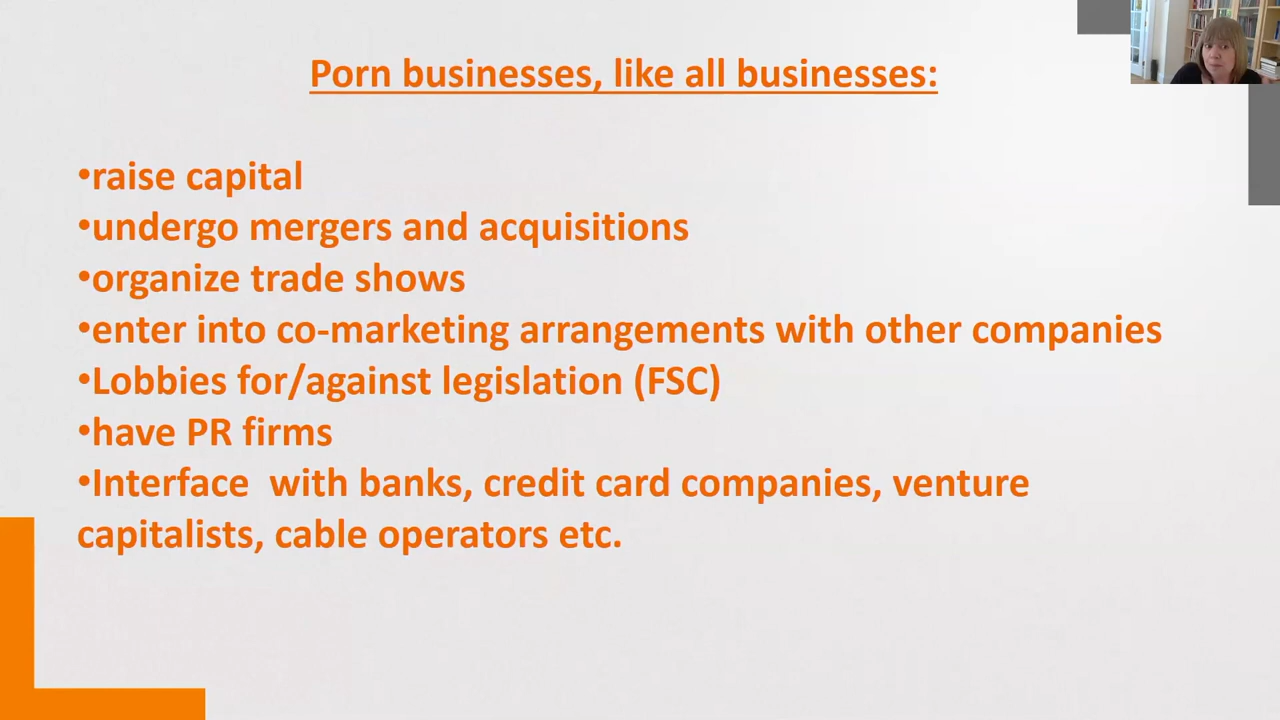 Porn businesses, like all businesses:
•raise capital
•undergo mergers and acquisitions
•organize trade shows
•enter into co-marketing arrangements with other companies
•Lobbies for/against legislation (FSC)
•have PR firms
•Interface  with banks, credit card companies, venture
capitalists, cable operators etc.